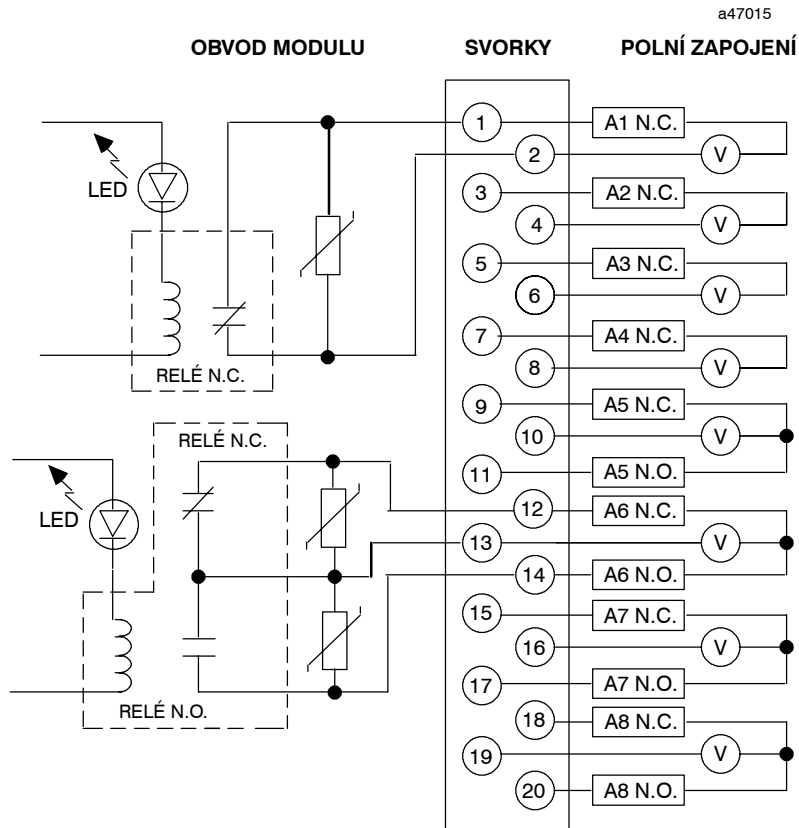 a47015
OBVOD MODULU SVORKY POLNÍ ZAPOJENÍ
1 A1 N.C.
2 V
LED
3 A2 N.C.
4 V
5 A3 N.C.
6 V
7 A4 N.C.
8 V
RELÉ N.C.
9 A5 N.C.
RELÉ N.C.
10 V
11 A5 N.O.
LED
12 A6 N.C.
13 V
14 A6 N.O.
15 A7 N.C.
16 V
17 A7 N.O.
RELÉ N.O.
18 A8 N.C.
19 V
20 A8 N.O.